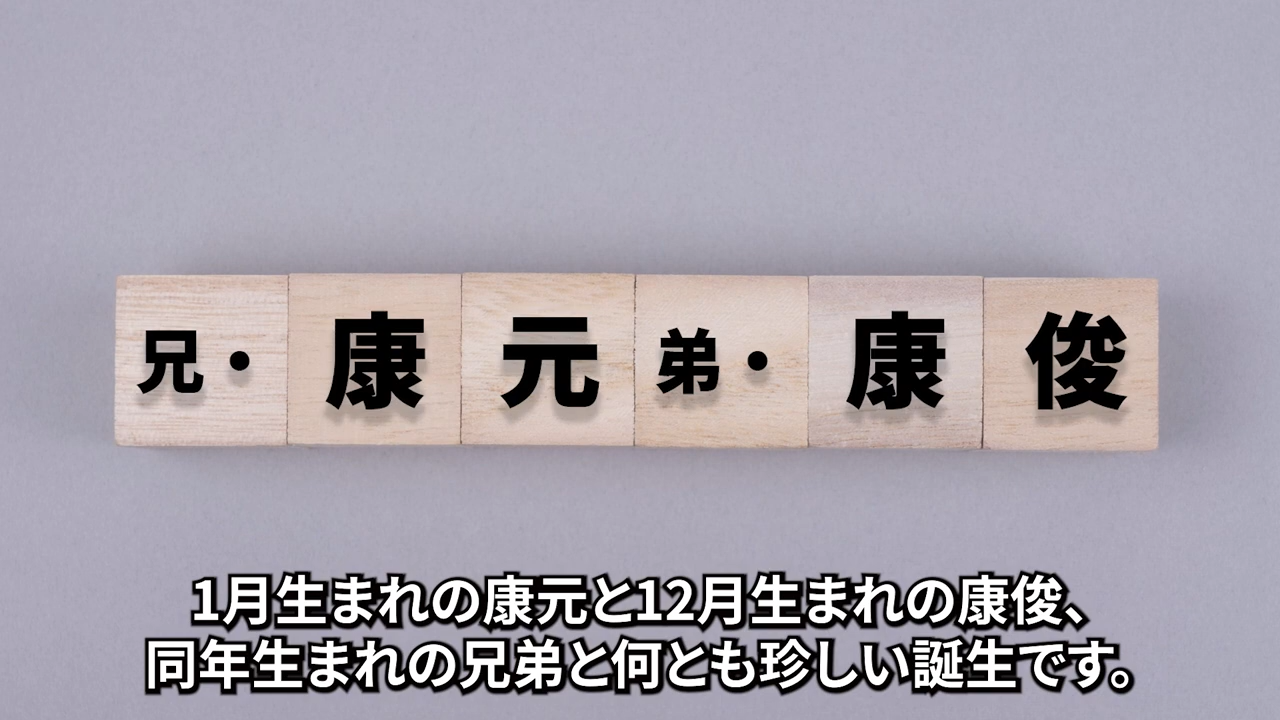 兄・康元弟・康俊
1月生まれの康元と12月生まれの康俊、
同年生まれの兄弟と何とも珍しい誕生です。